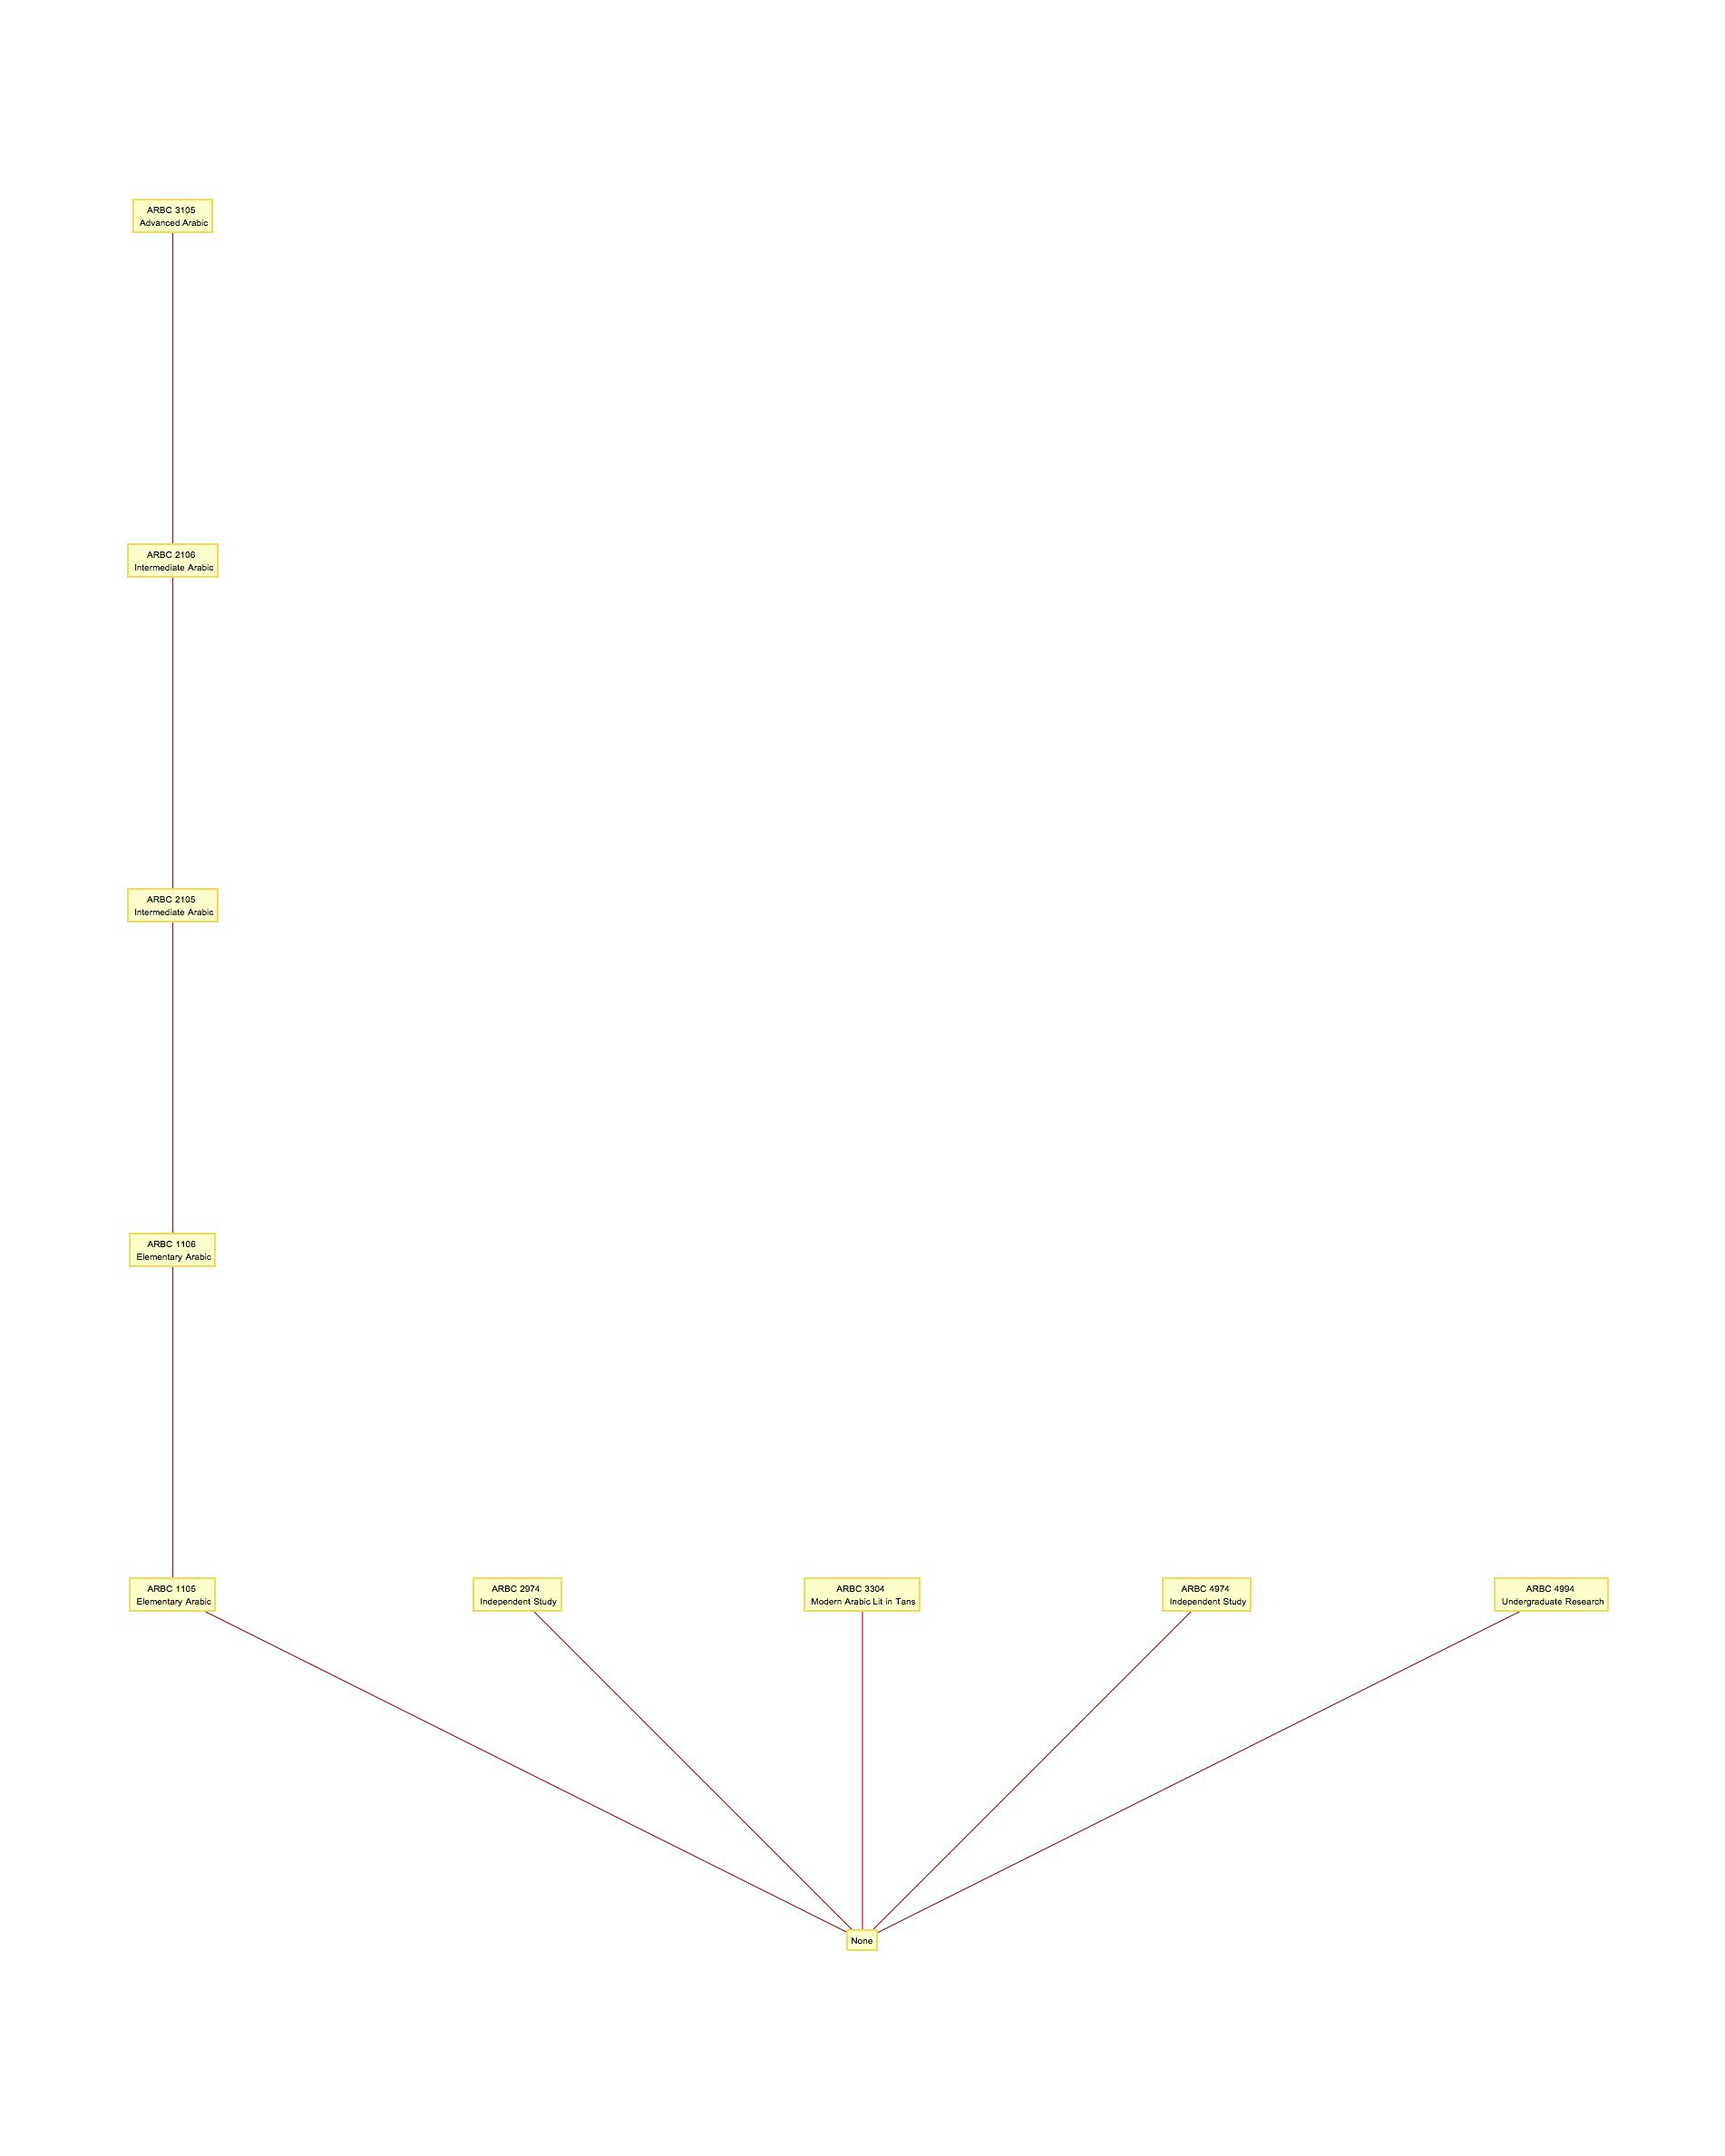 ARBC 3105
Advanced Arabic
ARBC 2106
Intermediate Arabic
ARBC 2105
Intermediate Arabic
ARBC 1106
Elementary Arabic
ARBC 1105
Elementary Arabic
ARBC 2974
Independent Study
ARBC 3304
Modern Arabic Lit in Tans
ARBC 4974
Independent Study
ARBC 4994
Undergraduate Research
None